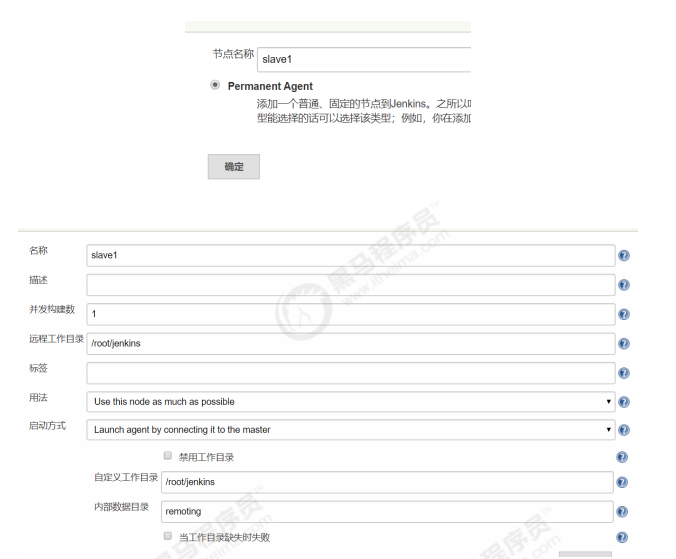 节点名称 slave1
Permanent Agent
添加一个普通、固定的节点到Jenkins。之所以
型能选择的话可以选择该类型；例如，你在添加
确定
名称 slave1
描述
并发构建数 1
远程工作目录 /root/jenkins
标签
用法 Use this node as much as possible
启动方式 Launch agent by connecting it to the master
禁用工作目录
自定义工作目录 /root/jenkins
内部数据目录 remoting
当工作目录缺失时失败
黑马程序员
www.itheima.com